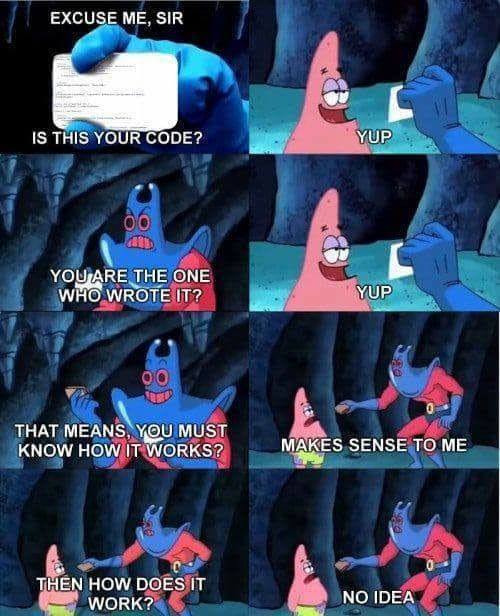 EXCUSE ME, SIR
IS THIS YOUR CODE?
YUP
YOU ARE THE ONE
WHO WROTE IT?
YUP
THAT MEANS, YOU MUST
KNOW HOW IT WORKS?
MAKES SENSE TO ME
THEN HOW DOES IT
WORK?
NO IDEA